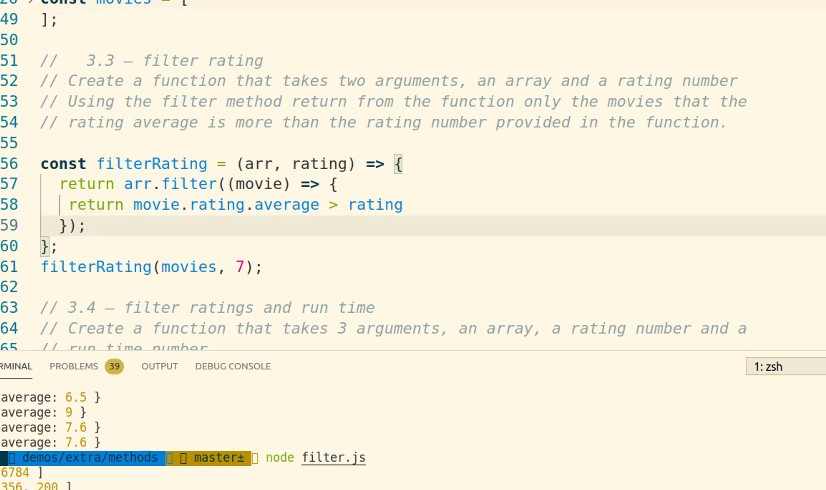 const movies = [
49 ];
50
51 //   3.3 – filter rating
52 // Create a function that takes two arguments, an array and a rating number
53 // Using the filter method return from the function only the movies that the
54 // rating average is more than the rating number provided in the function.
55
56 const filterRating = (arr, rating) => {
57 return arr.filter((movie) => {
58 return movie.rating.average > rating
59 });
60 };
61 filterRating(movies, 7);
62
63 // 3.4 – filter ratings and run time
64 // Create a function that takes 3 arguments, an array, a rating number and a
65 // run time number
RMINAL PROBLEMS 39 OUTPUT DEBUG CONSOLE 1: zsh
average: 6.5 }
average: 9 }
average: 7.6 }
average: 7.6 }
demos/extra/methods master± node filter.js
6784 ]
356, 200 ]